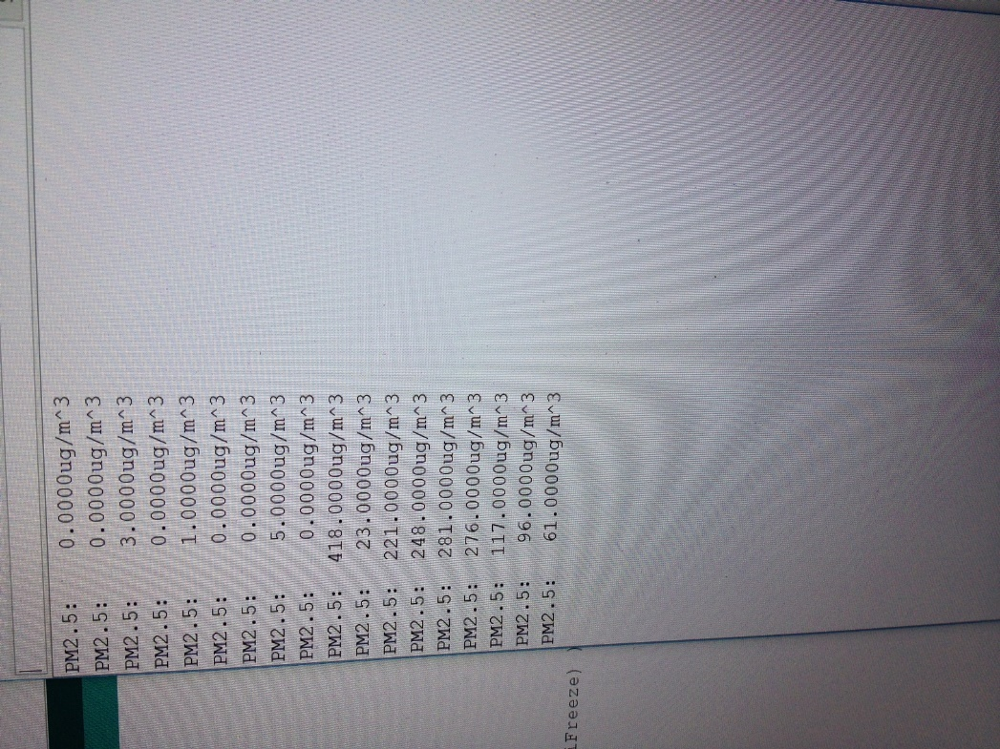 PM2.5:    0.0000ug/m^3
PM2.5:    0.0000ug/m^3
PM2.5:    3.0000ug/m^3
PM2.5:    0.0000ug/m^3
PM2.5:    1.0000ug/m^3
PM2.5:    0.0000ug/m^3
PM2.5:    0.0000ug/m^3
PM2.5:    5.0000ug/m^3
PM2.5:    0.0000ug/m^3
PM2.5:  418.0000ug/m^3
PM2.5:   23.0000ug/m^3
PM2.5:  221.0000ug/m^3
PM2.5:  248.0000ug/m^3
PM2.5:  281.0000ug/m^3
PM2.5:  276.0000ug/m^3
PM2.5:  117.0000ug/m^3
PM2.5:   96.0000ug/m^3
PM2.5:   61.0000ug/m^3
iFreeze) )